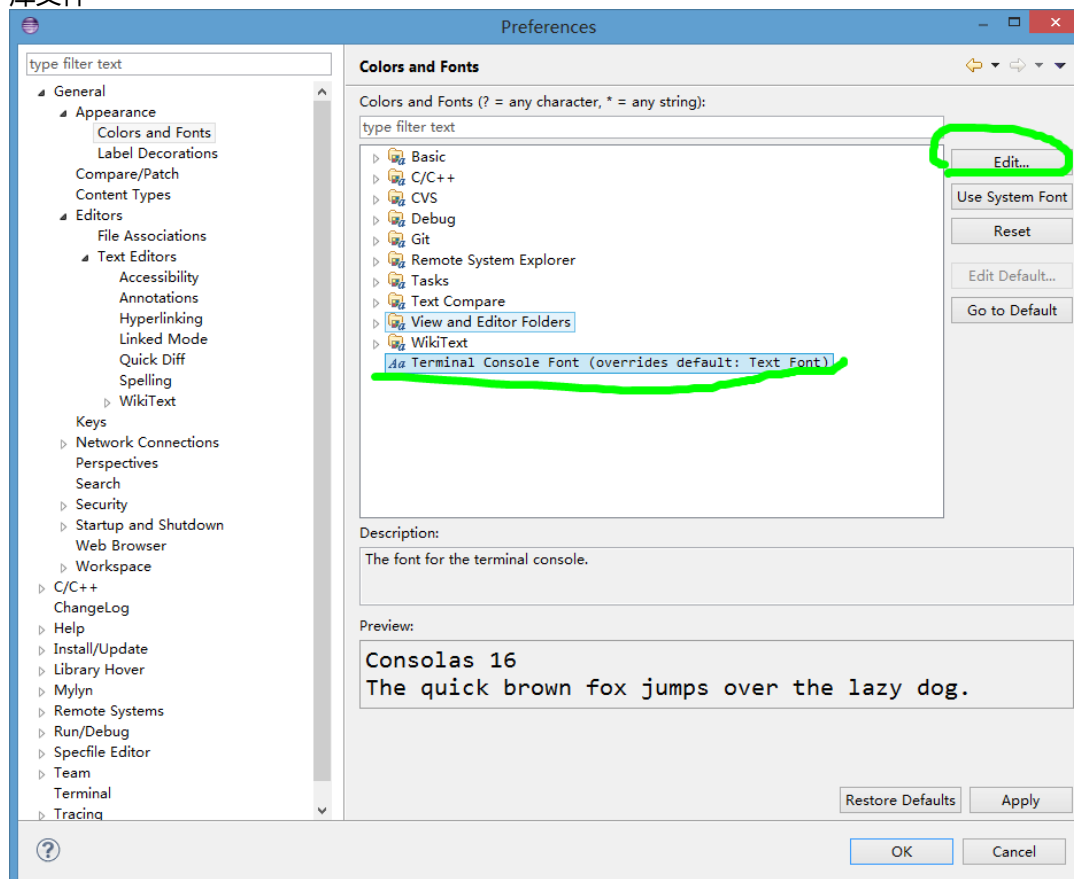 库文件
Preferences
type filter text
General
Appearance
Colors and Fonts
Label Decorations
Compare/Patch
Content Types
Editors
File Associations
Text Editors
Accessibility
Annotations
Hyperlinking
Linked Mode
Quick Diff
Spelling
WikiText
Keys
Network Connections
Perspectives
Search
Security
Startup and Shutdown
Web Browser
Workspace
C/C++
ChangeLog
Help
Install/Update
Library Hover
Mylyn
Remote Systems
Run/Debug
Specfile Editor
Team
Terminal
Tracing
Colors and Fonts
Colors and Fonts (? = any character, * = any string):
type filter text
Basic
C/C++
CVS
Debug
Git
Remote System Explorer
Tasks
Text Compare
View and Editor Folders
WikiText
Aa Terminal Console Font (overrides default: Text Font)
Edit...
Use System Font
Reset
Edit Default...
Go to Default
Description:
The font for the terminal console.
Preview:
Consolas 16
The quick brown fox jumps over the lazy dog.
Restore Defaults
Apply
OK
Cancel